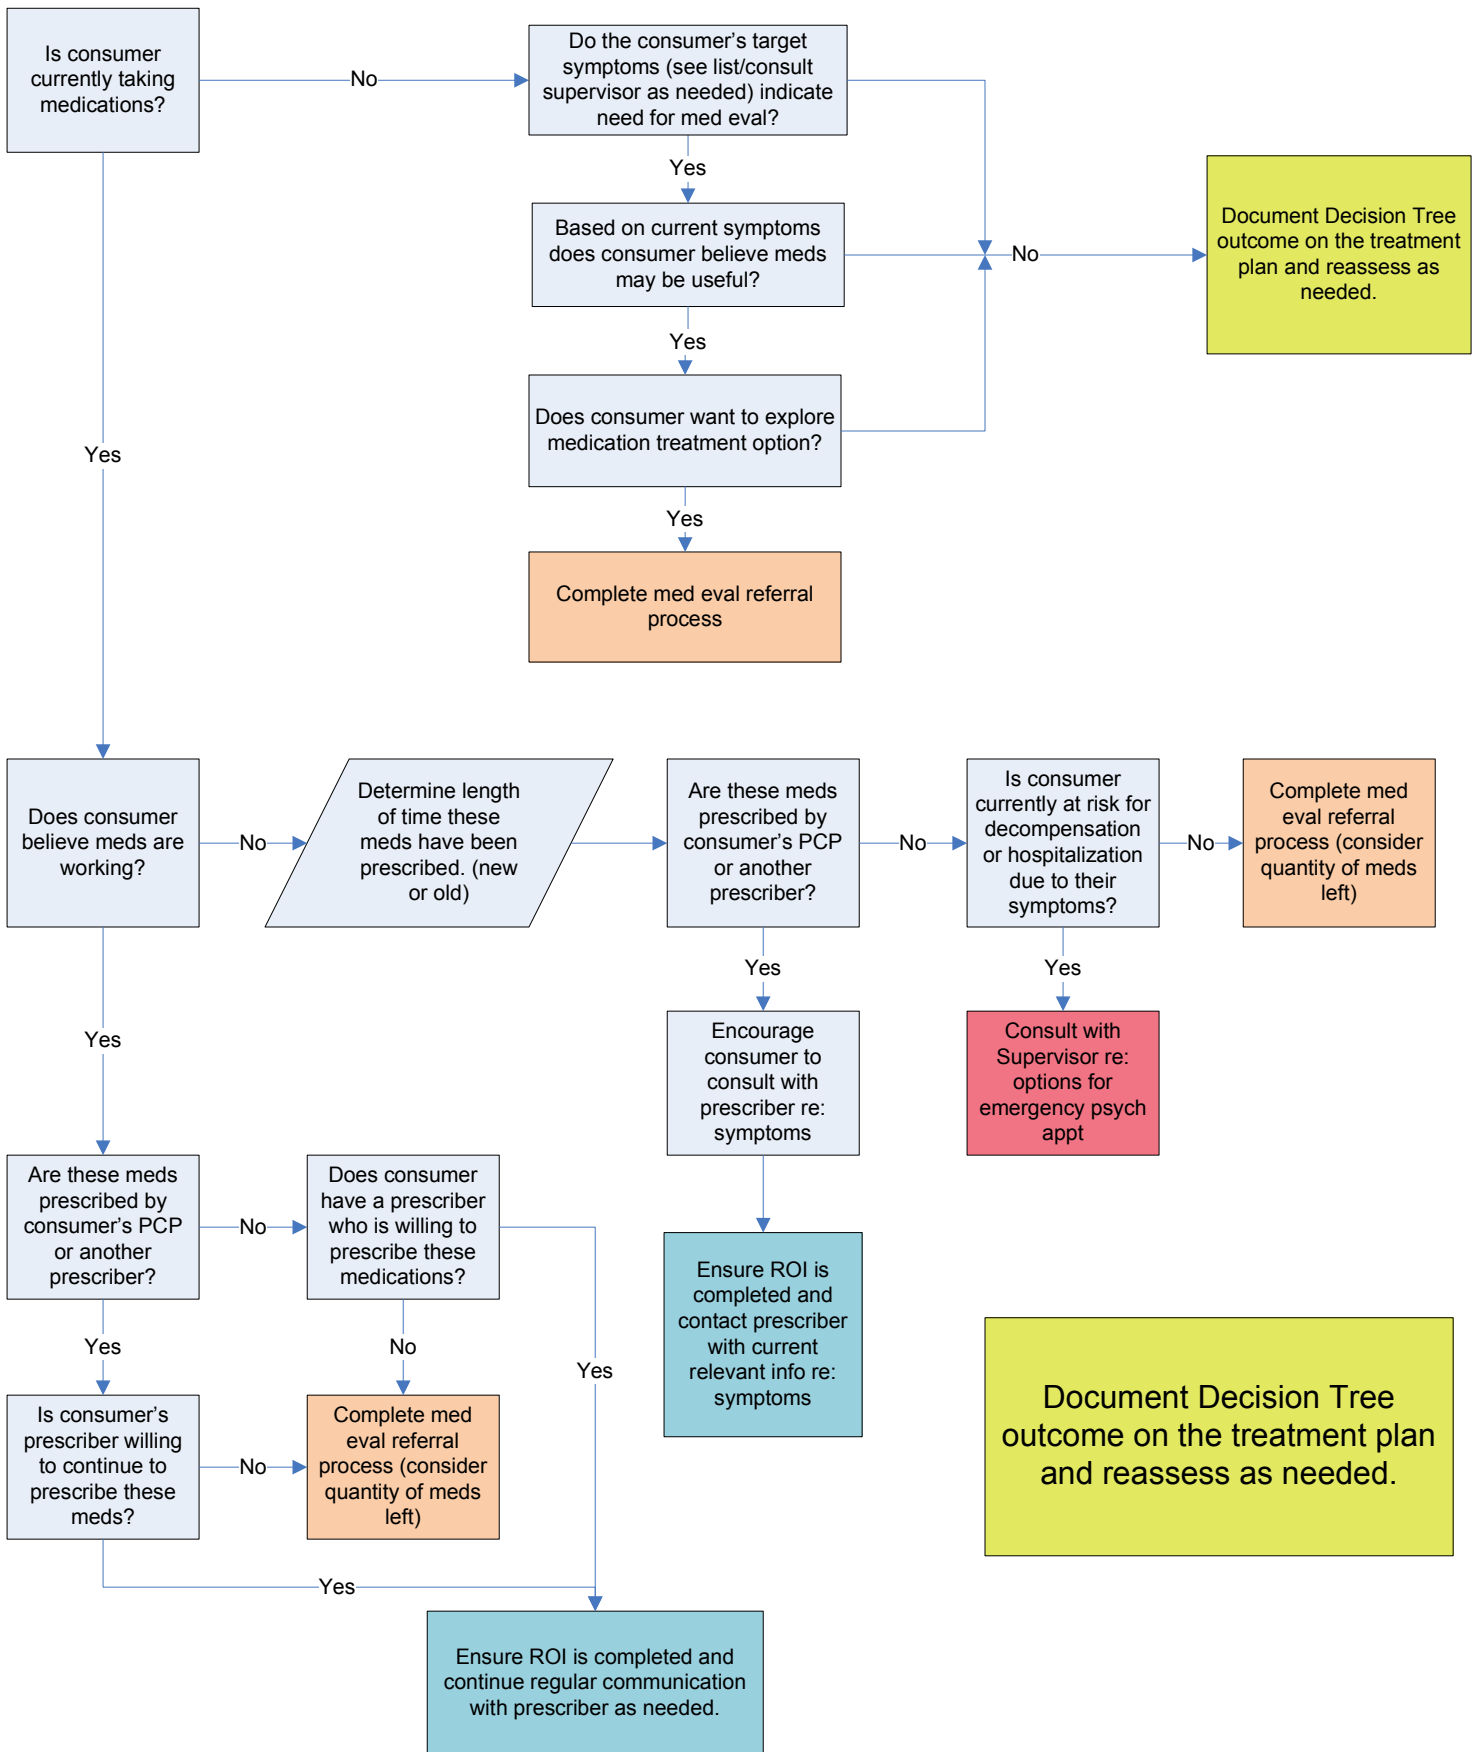 Is consumer
currently taking
medications?
No
Do the consumer’s target
symptoms (see list/consult
supervisor as needed) indicate
need for med eval?
Yes
Based on current symptoms
does consumer believe meds
may be useful?
No
Document Decision Tree
outcome on the treatment
plan and reassess as
needed.
Yes
Does consumer want to explore
medication treatment option?
Yes
Yes
Complete med eval referral
process
Does consumer
believe meds are
working?
No
Determine length
of time these
meds have been
prescribed. (new
or old)
Are these meds
prescribed by
consumer’s PCP
or another
prescriber?
No
Is consumer
currently at risk for
decompensation
or hospitalization
due to their
symptoms?
No
Complete med
eval referral
process (consider
quantity of meds
left)
Yes
Yes
Yes
Encourage
consumer to
consult with
prescriber re:
symptoms
Consult with
Supervisor re:
options for
emergency psych
appt
Are these meds
prescribed by
consumer’s PCP
or another
prescriber?
No
Does consumer
have a prescriber
who is willing to
prescribe these
medications?
Ensure ROI is
completed and
contact prescriber
with current
relevant info re:
symptoms
Yes
No
Yes
Is consumer’s
prescriber willing
to continue to
prescribe these
meds?
No
Complete med
eval referral
process (consider
quantity of meds
left)
Document Decision Tree
outcome on the treatment plan
and reassess as needed.
Yes
Ensure ROI is completed and
continue regular communication
with prescriber as needed.